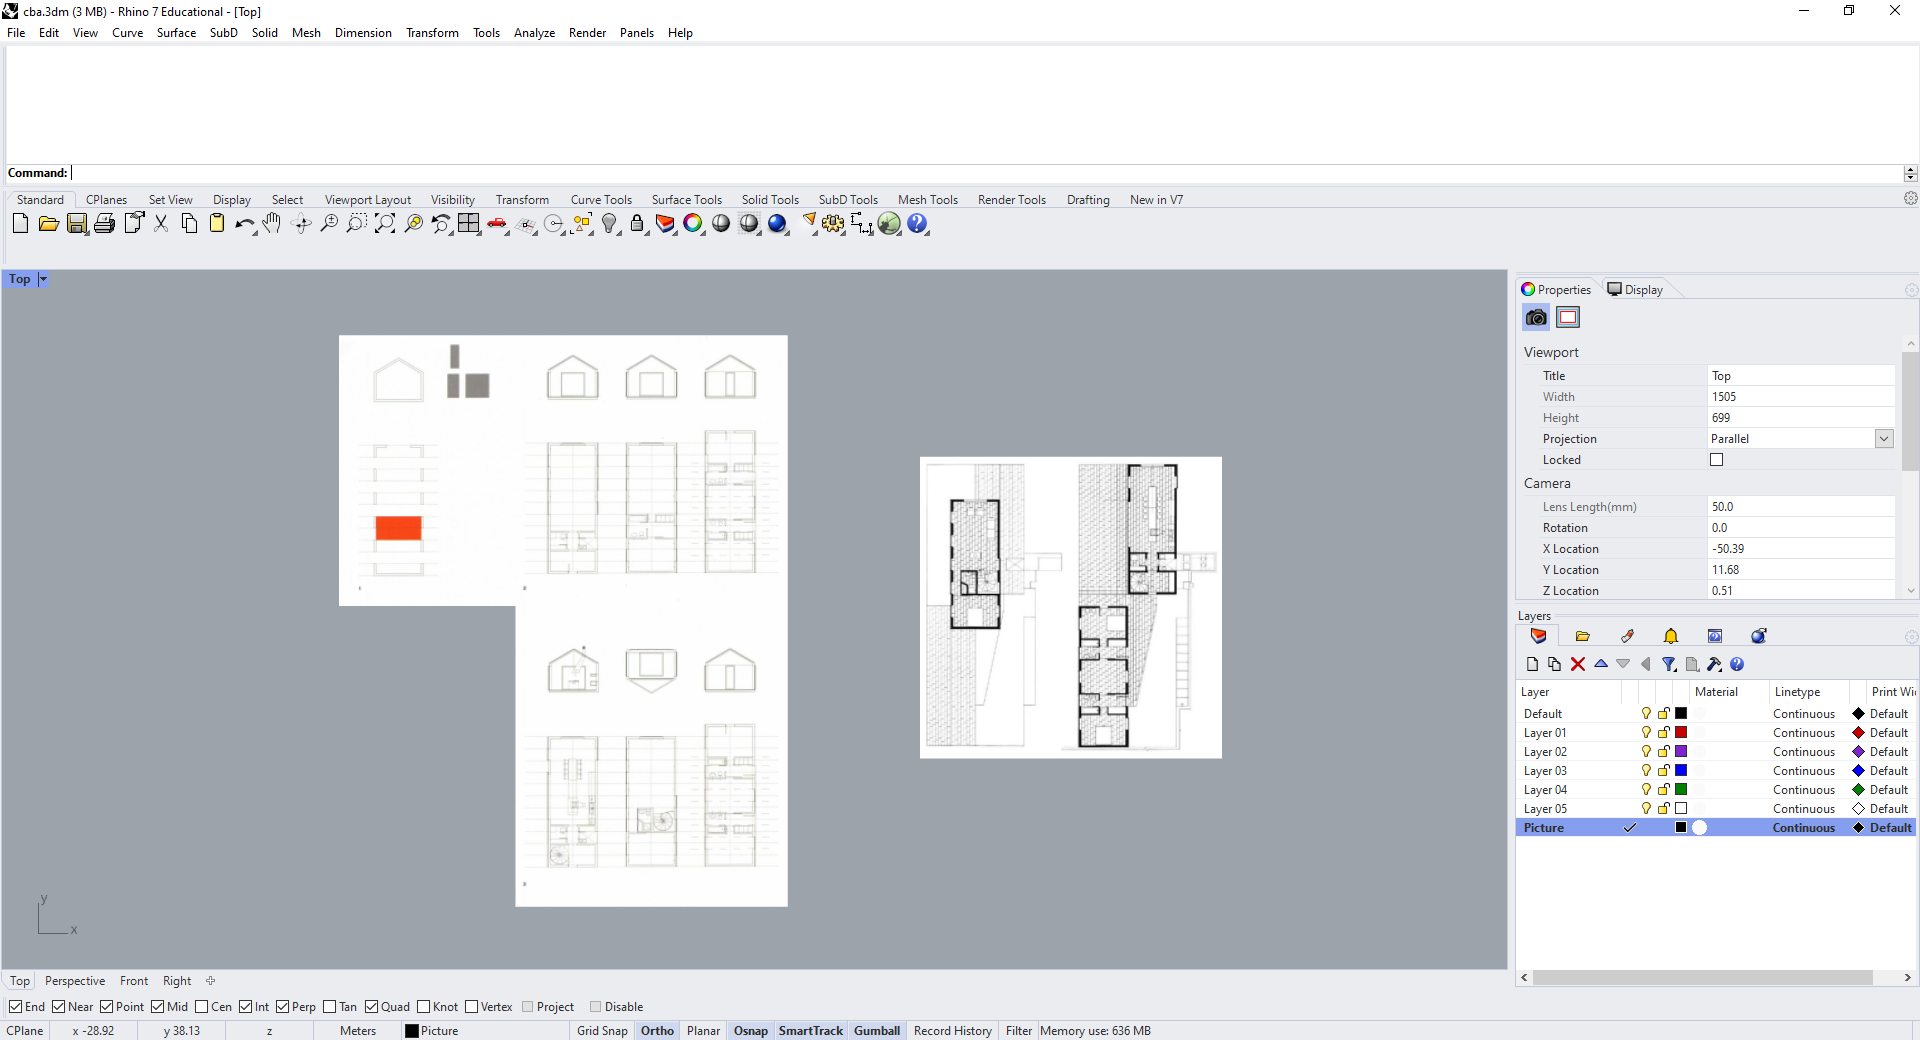 cba.3dm (3 MB) - Rhino 7 Educational - [Top]
File Edit View Curve Surface SubD Solid Mesh Dimension Transform Tools Analyze Render Panels Help
Command:
Standard CPlanes Set View Display Select Viewport Layout Visibility Transform Curve Tools Surface Tools Solid Tools SubD Tools Mesh Tools Render Tools Drafting New in V7
Top
Properties Display
Viewport
Title Top
Width 1505
Height 699
Projection Parallel
Locked
Camera
Lens Length(mm) 50.0
Rotation 0.0
X Location -50.39
Y Location 11.68
Z Location 0.51
Layers
Layer Material Linetype Print Wi
Default Continuous Default
Layer 01 Continuous Default
Layer 02 Continuous Default
Layer 03 Continuous Default
Layer 04 Continuous Default
Layer 05 Continuous Default
Picture Continuous Default
y
x
Top Perspective Front Right
End Near Point Mid Cen Int Perp Tan Quad Knot Vertex Project Disable
CPlane x -28.92 y 38.13 z Meters Picture Grid Snap Ortho Planar Osnap SmartTrack Gumball Record History Filter Memory use: 636 MB